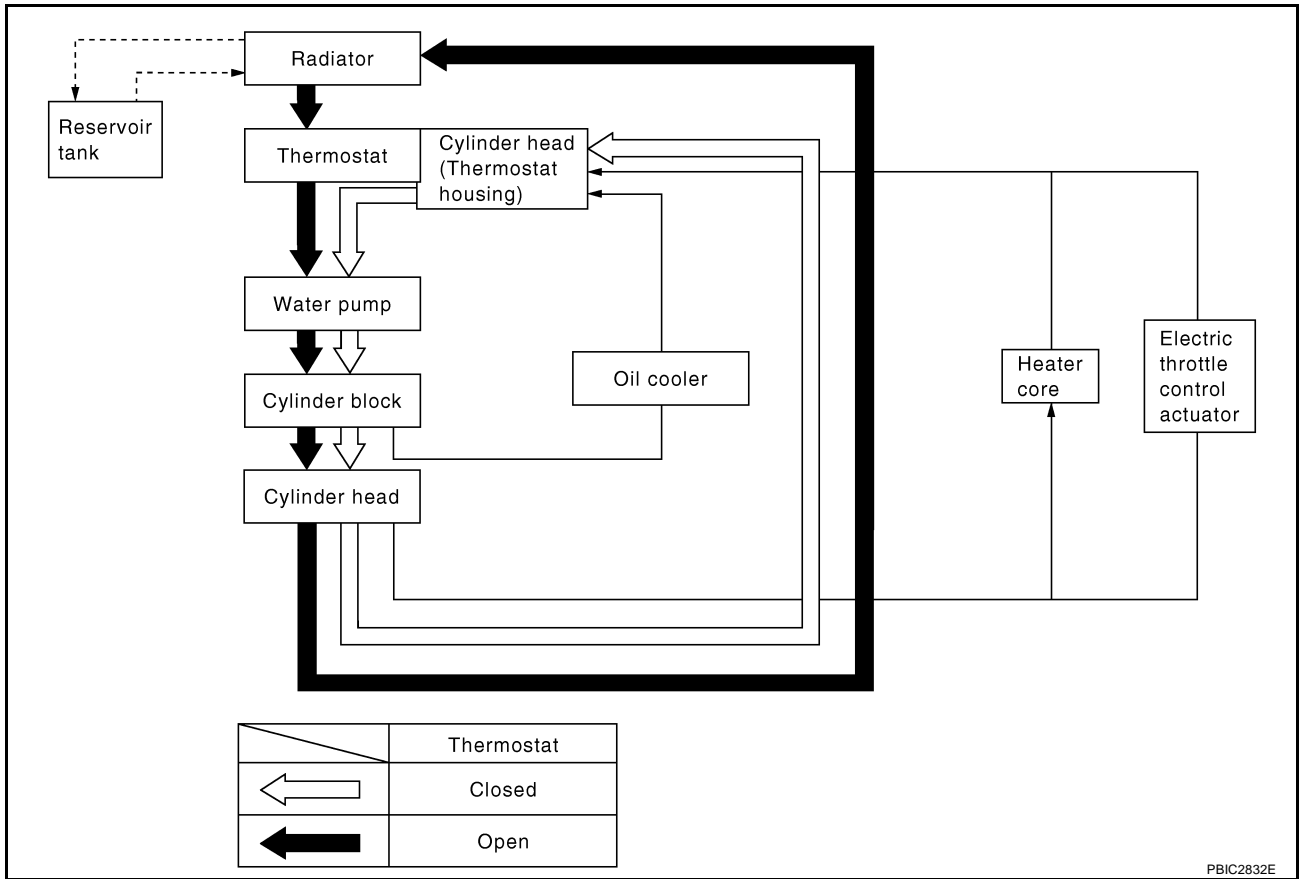 Radiator
Reservoir
tank
Thermostat
Cylinder head
(Thermostat
housing)
Water pump
Cylinder block
Oil cooler
Heater
core
Electric
throttle
control
actuator
Cylinder head
Thermostat
Closed
Open
PBIC2832E